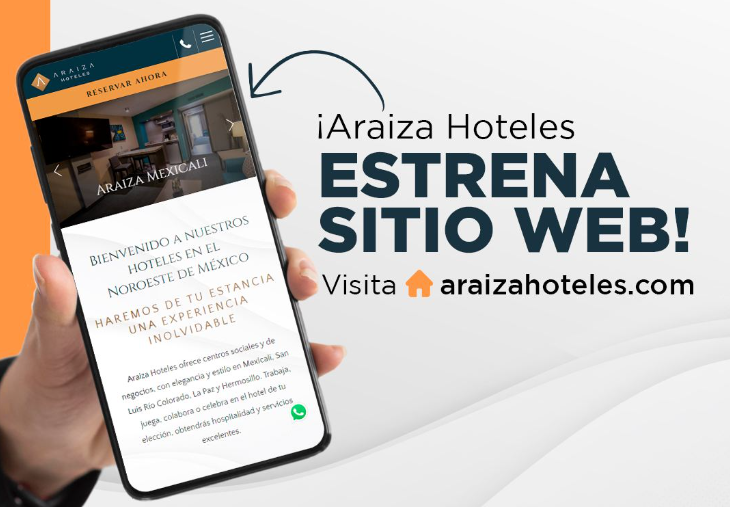 ARAIZA
HOTELES
RESERVAR AHORA
ARAIZA MEXICALI
BIENVENIDO A NUESTROS
HOTELES EN EL
NOROESTE DE MÉXICO
HAREMOS DE TU ESTANCIA
UNA EXPERIENCIA
INOLVIDABLE
Araiza Hoteles ofrece centros sociales y de
negocios, con elegancia y estilo en Mexicali, San
Luis Río Colorado, La Paz y Hermosillo. Trabaja,
juega, colabora o celebra en el hotel de tu
elección, obtendrás hospitalidad y servicios
excelentes.
¡Araiza Hoteles
ESTRENA
SITIO WEB!
Visita araizahoteles.com